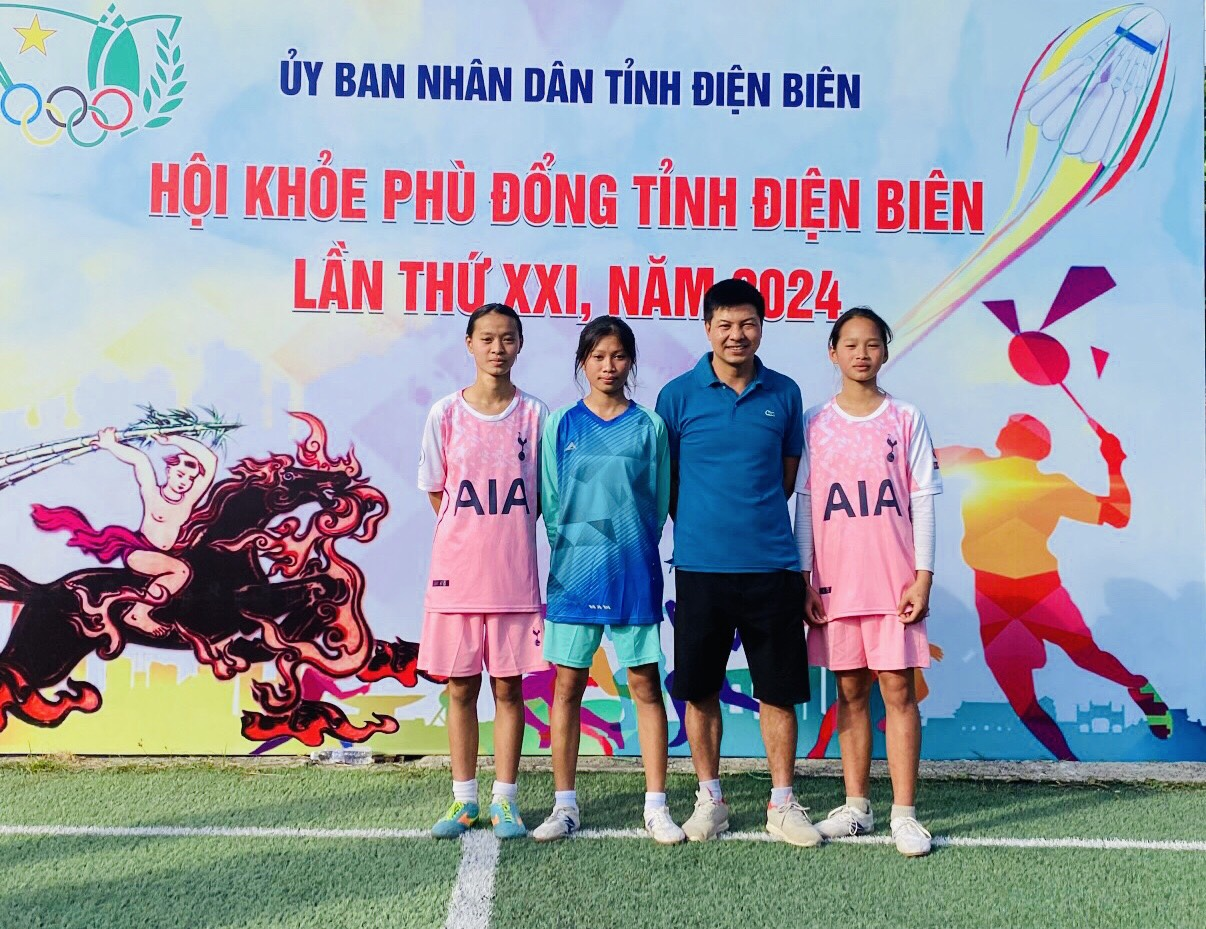 ỦY BAN NHÂN DÂN TỈNH ĐIỆN BIÊN
HỘI KHỎE PHÙ ĐỔNG TỈNH ĐIỆN BIÊN
LẦN THỨ XXI, NĂM 2024
AIA
AIA